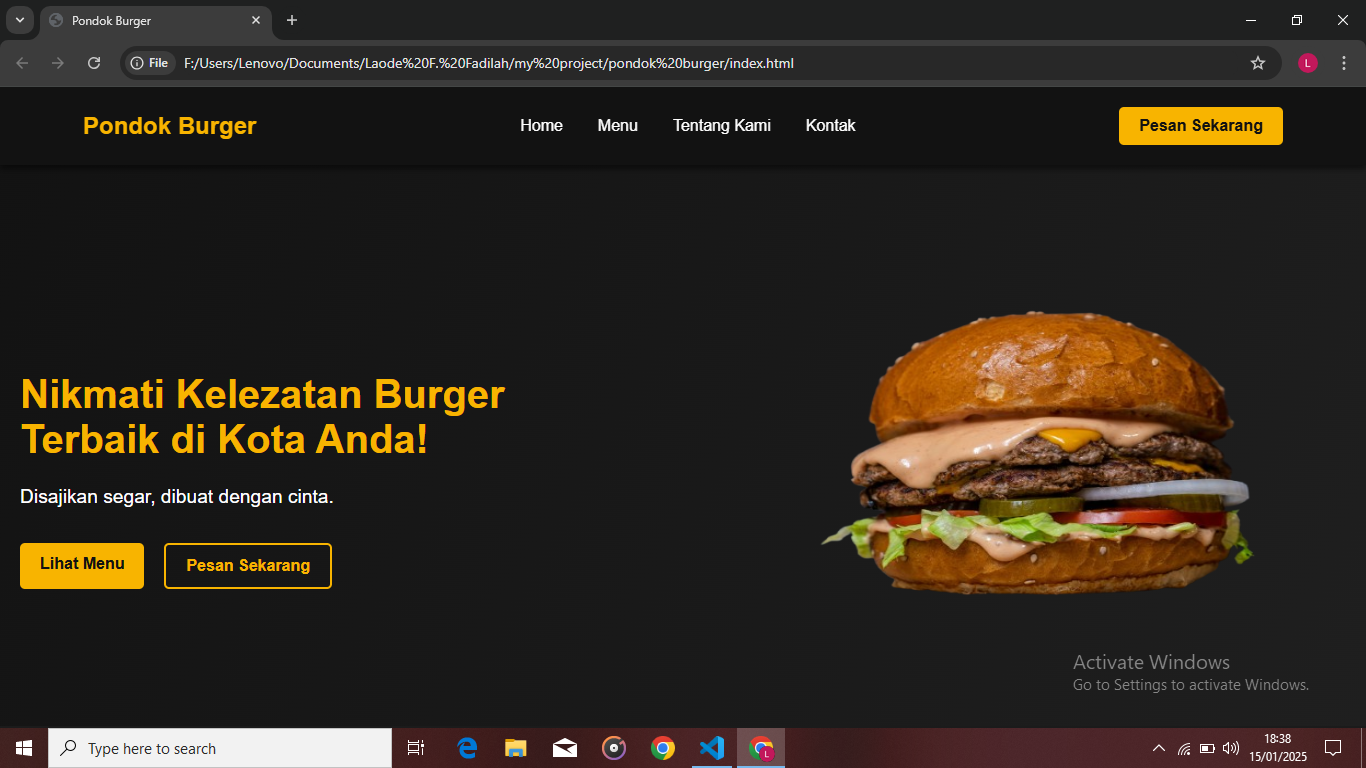 Pondok Burger
File
F:/Users/Lenovo/Documents/Laode%20F.%20Fadilah/my%20project/pondok%20burger/index.html
L
Pondok Burger
Home
Menu
Tentang Kami
Kontak
Pesan Sekarang
Nikmati Kelezatan Burger
Terbaik di Kota Anda!
Disajikan segar, dibuat dengan cinta.
Lihat Menu
Pesan Sekarang
Activate Windows
Go to Settings to activate Windows.
Type here to search
L
18:38
15/01/2025